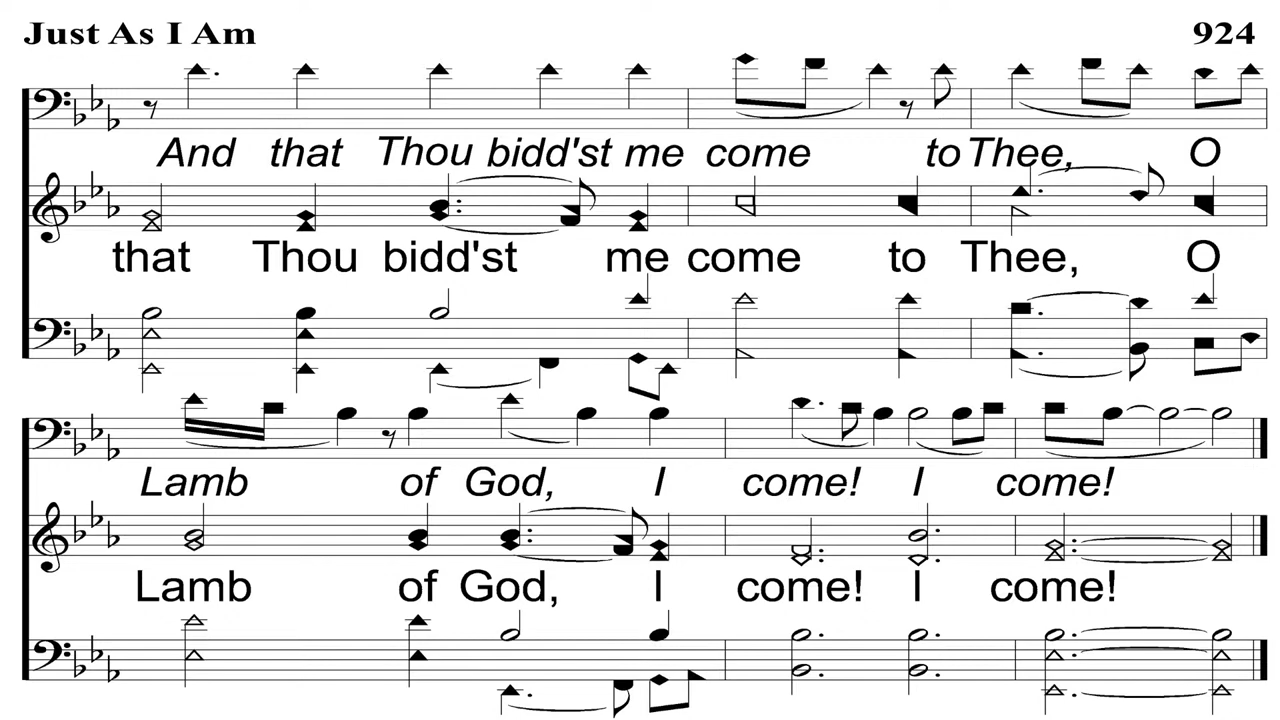 Just As I Am 924
And that Thou bidd'st me come to Thee, O
that Thou bidd'st me come to Thee, O
Lamb of God, I come! I come!
Lamb of God, I come! I come!